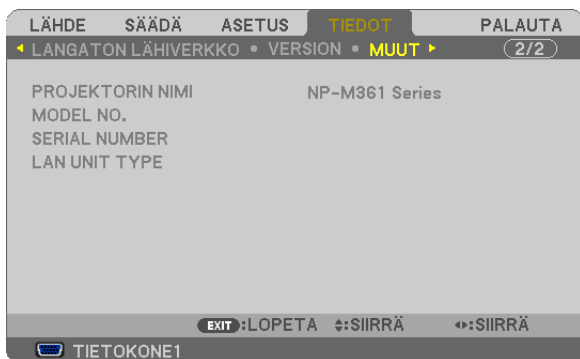 LÄHDE SÄÄDÄ ASETUS TIEDOT PALAUTA
LANGATON LÄHIVERKKO • VERSION • MUUT 2/2
PROJEKTORIN NIMI NP-M361 Series
MODEL NO.
SERIAL NUMBER
LAN UNIT TYPE
EXIT :LOPETA :SIIRRÄ :SIIRRÄ
TIETOKONE1